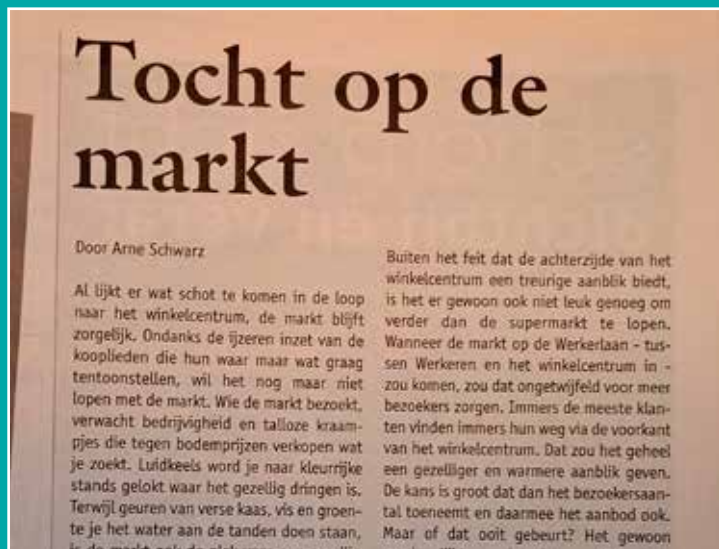 Tocht op de
markt
Door Arne Schwarz
Al lijkt er wat schot te komen in de loop
naar het winkelcentrum, de markt blijft
zorgelijk. Ondanks de ijzeren inzet van de
kooplieden die hun waar maar wat graag
tentoonstellen, wil het nog maar niet
lopen met de markt. Wie de markt bezoekt,
verwacht bedrijvigheid en talloze kraam-
pjes die tegen bodemprijzen verkopen wat
je zoekt. Luidkeels word je naar kleurrijke
stands gelokt waar het gezellig dringen is.
Terwijl geuren van verse kaas, vis en groen-
te je het water aan de tanden doen staan,
Buiten het feit dat de achterzijde van het
winkelcentrum een treurige aanblik biedt,
is het er gewoon ook niet leuk genoeg om
verder dan de supermarkt te lopen.
Wanneer de markt op de Werkerlaan - tus-
sen Werkeren en het winkelcentrum in -
zou komen, zou dat ongetwijfeld voor meer
bezoekers zorgen. Immers de meeste klan-
ten vinden immers hun weg via de voorkant
van het winkelcentrum. Dat zou het geheel
een gezelliger en warmere aanblik geven.
De kans is groot dat dan het bezoekersaan-
tal toeneemt en daarmee het aanbod ook.
Maar of dat ooit gebeurt? Het gewoon